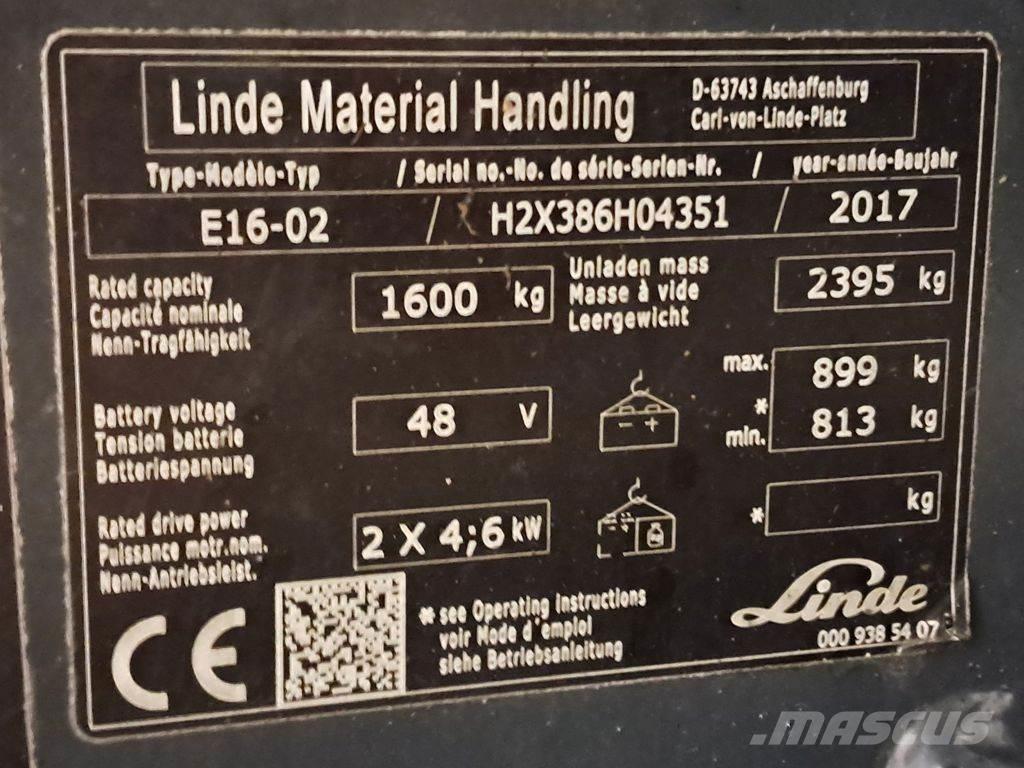 Linde Material Handling
D-63743 Aschaffenburg
Carl-von-Linde-Platz
Type-Modèle-Typ / Serial no.-No. de série-Serien-Nr. / year-année-Baujahr
E16-02 / H2X386H04351 / 2017
Rated capacity
Capacité nominale
Nenn-Tragfähigkeit
1600 kg
Unladen mass
Masse à vide
Leergewicht
2395 kg
Battery voltage
Tension batterie
Batteriespannung
48 V
- +
max. 899 kg
*
min. 813 kg
Rated drive power
Puissance motr.nom.
Nenn-Antriebsleist.
2 X 4;6 kW
* kg
CE
* see Operating Instructions
voir Mode d'emploi
siehe Betriebsanleitung
Linde
000 938 54 07
MASCUS